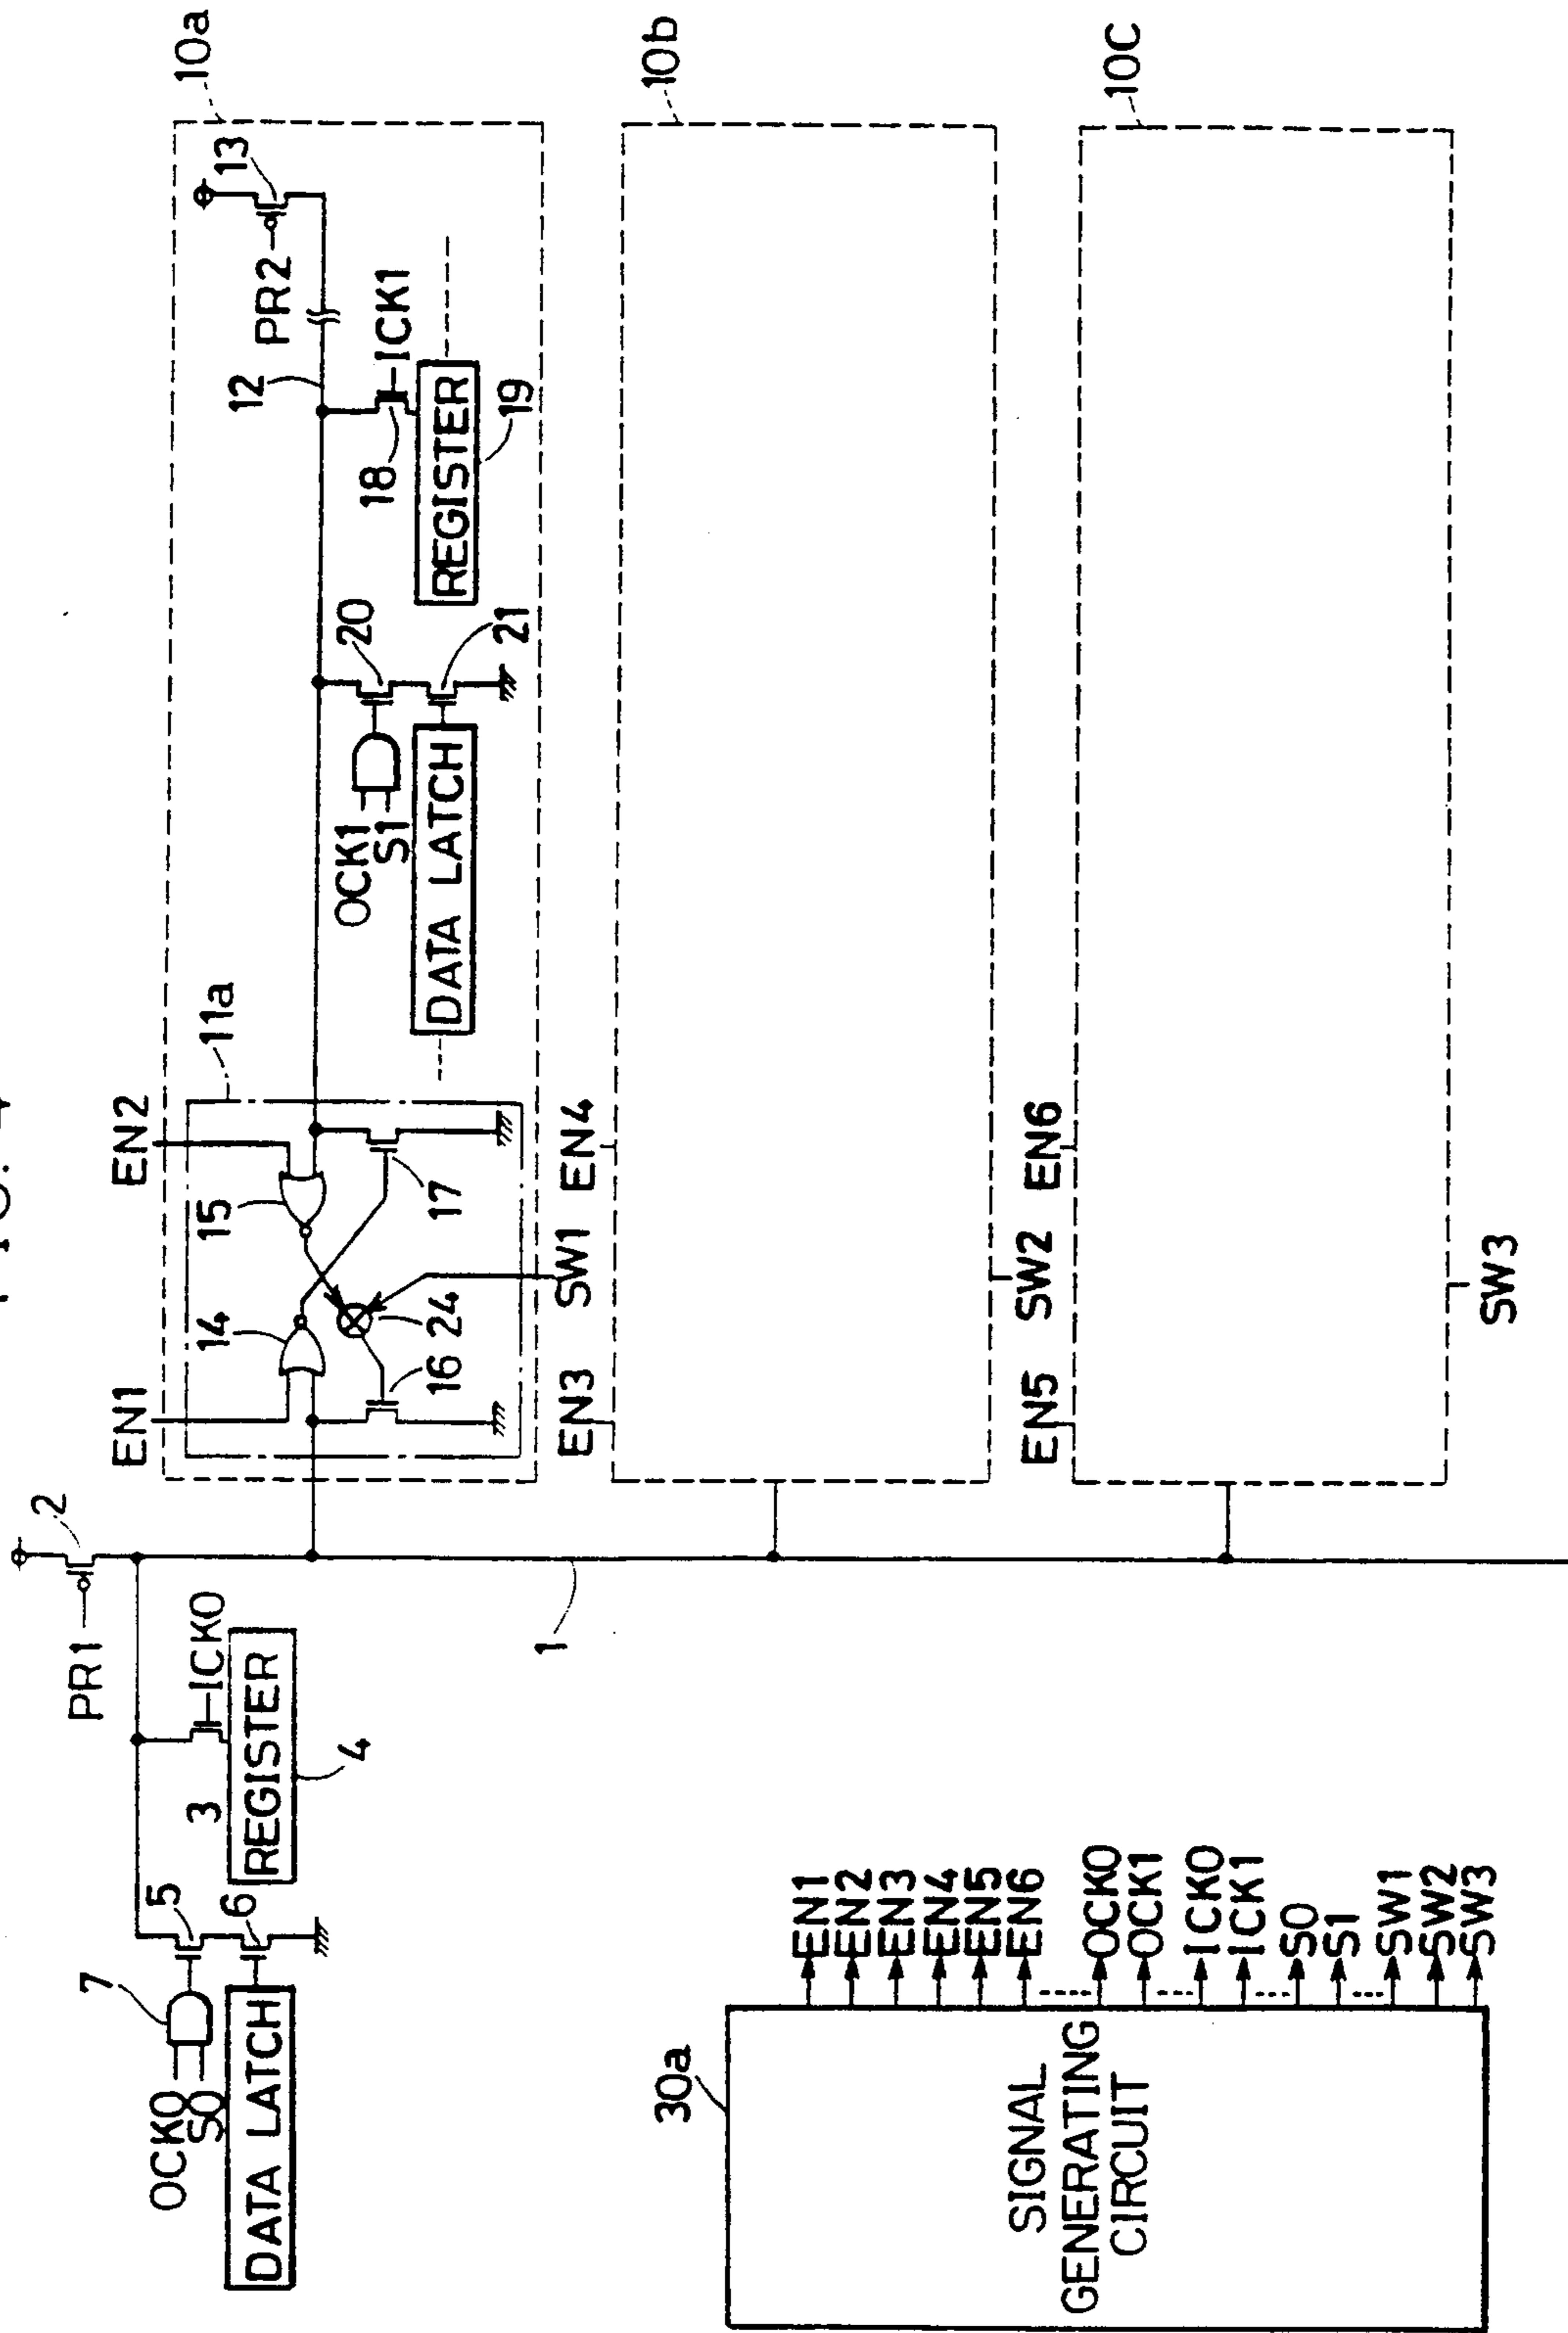 PR1
2
OCK0
S0
7
5
6
DATA LATCH
3
ICK0
REGISTER
4
1
10a
EN1
EN2
11a
14
15
16
17
24
SW1
OCK1
S1
20
21
DATA LATCH
12
PR2
13
18
ICK1
REGISTER
19
10b
EN3
EN4
SW2
10C
EN5
EN6
SW3
30a
SIGNAL
GENERATING
CIRCUIT
EN1
EN2
EN3
EN4
EN5
EN6
OCK0
OCK1
ICK0
ICK1
S0
S1
SW1
SW2
SW3